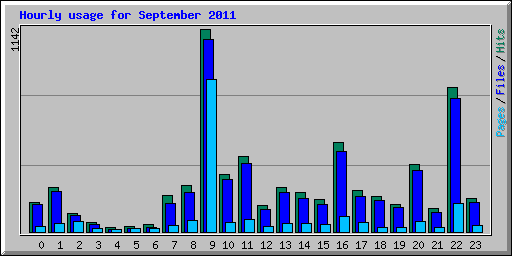 Hourly usage for September 2011
1142
Pages/Files/Hits
0 1 2 3 4 5 6 7 8 9 10 11 12 13 14 15 16 17 18 19 20 21 22 23